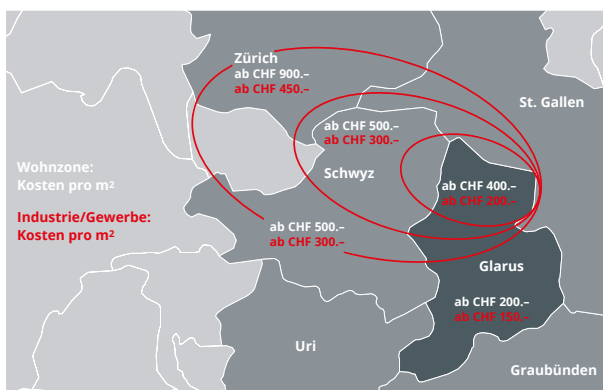 Zürich
ab CHF 900.–
ab CHF 450.–
St. Gallen
ab CHF 500.–
ab CHF 300.–
Schwyz
Wohnzone:
Kosten pro m²
ab CHF 400.–
ab CHF 200.–
Industrie/Gewerbe:
Kosten pro m²
ab CHF 500.–
ab CHF 300.–
Glarus
ab CHF 200.–
ab CHF 150.–
Uri
Graubünden